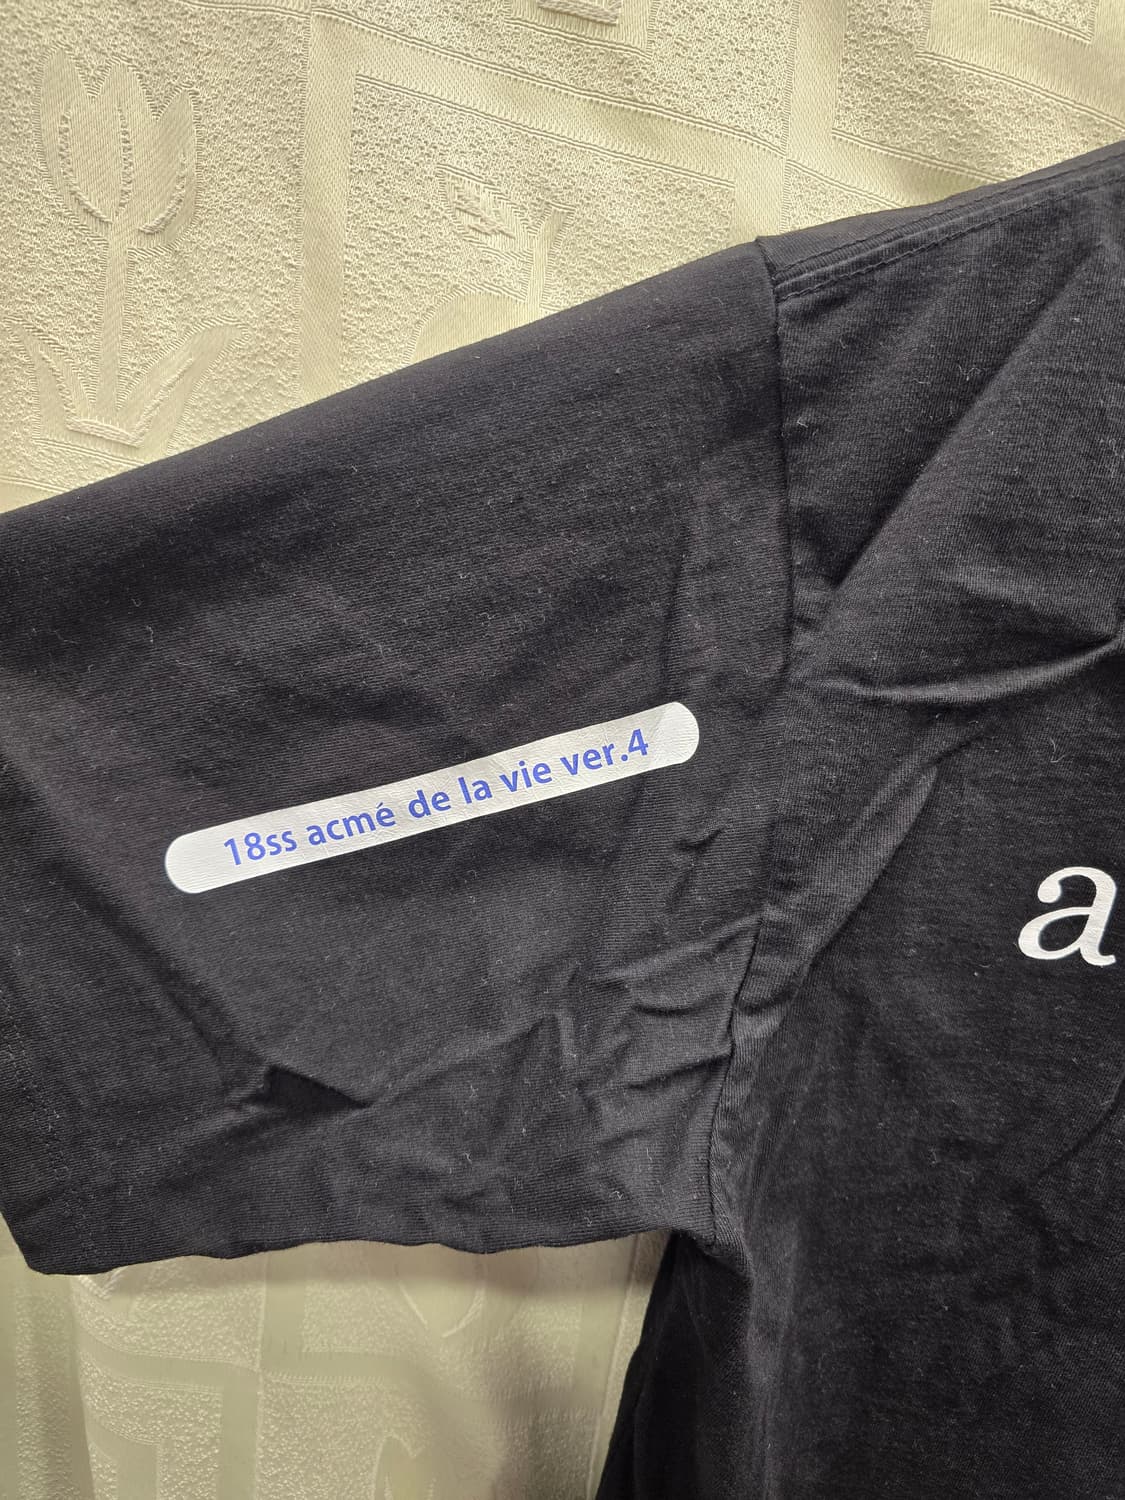 18ss acmé de la vie ver.4
a